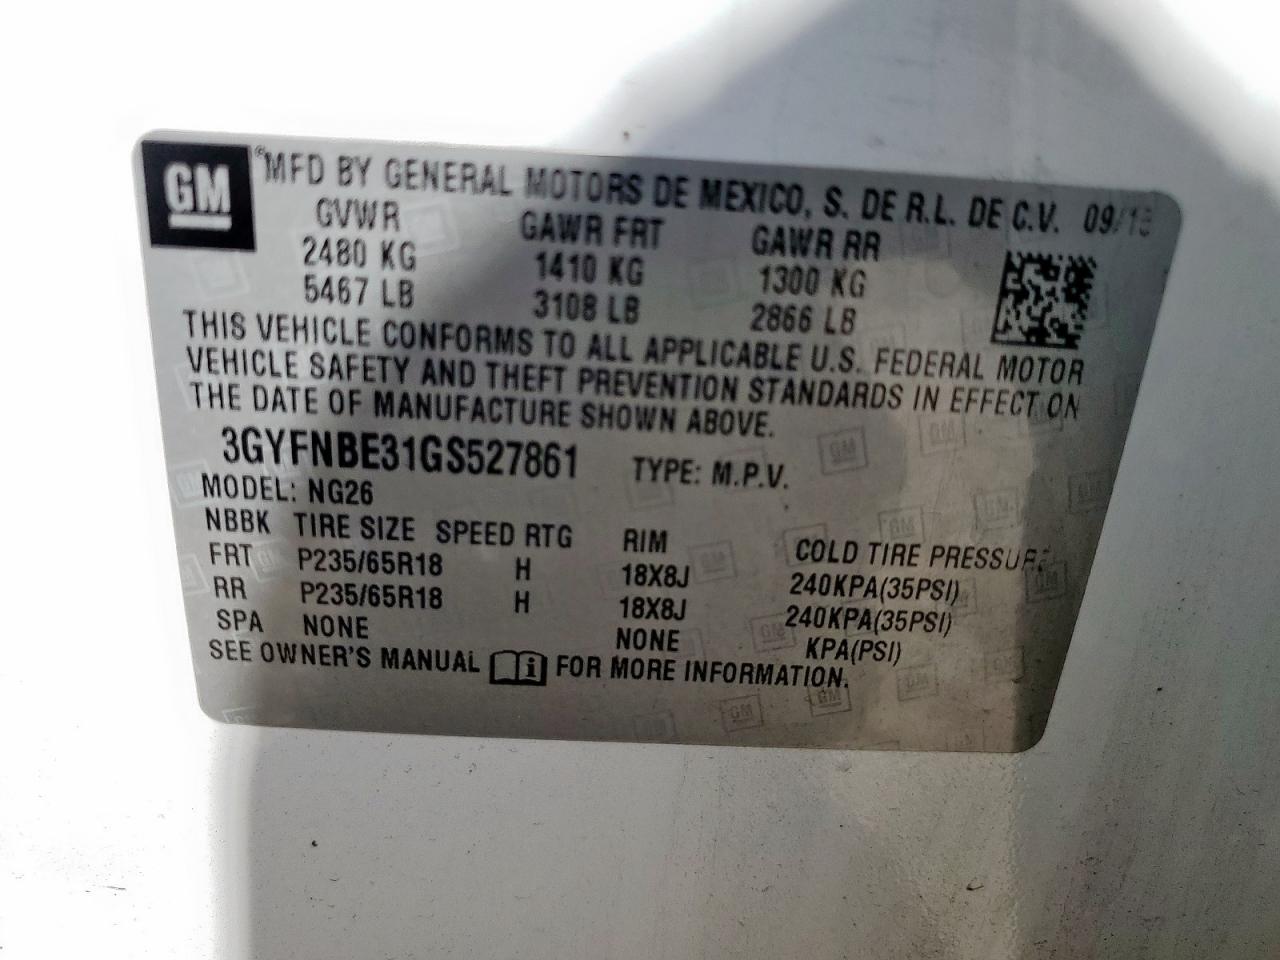 GM
®MFD BY GENERAL MOTORS DE MEXICO, S. DE R.L. DE C.V. 09/15
GVWR GAWR FRT GAWR RR
2480 KG 1410 KG 1300 KG
5467 LB 3108 LB 2866 LB
THIS VEHICLE CONFORMS TO ALL APPLICABLE U.S. FEDERAL MOTOR
VEHICLE SAFETY AND THEFT PREVENTION STANDARDS IN EFFECT ON
THE DATE OF MANUFACTURE SHOWN ABOVE.
3GYFNBE31GS527861 TYPE: M.P.V.
MODEL: NG26
NBBK TIRE SIZE SPEED RTG RIM COLD TIRE PRESSURE
FRT P235/65R18 H 18X8J 240KPA(35PSI)
RR P235/65R18 H 18X8J 240KPA(35PSI)
SPA NONE NONE KPA(PSI)
SEE OWNER'S MANUAL FOR MORE INFORMATION.